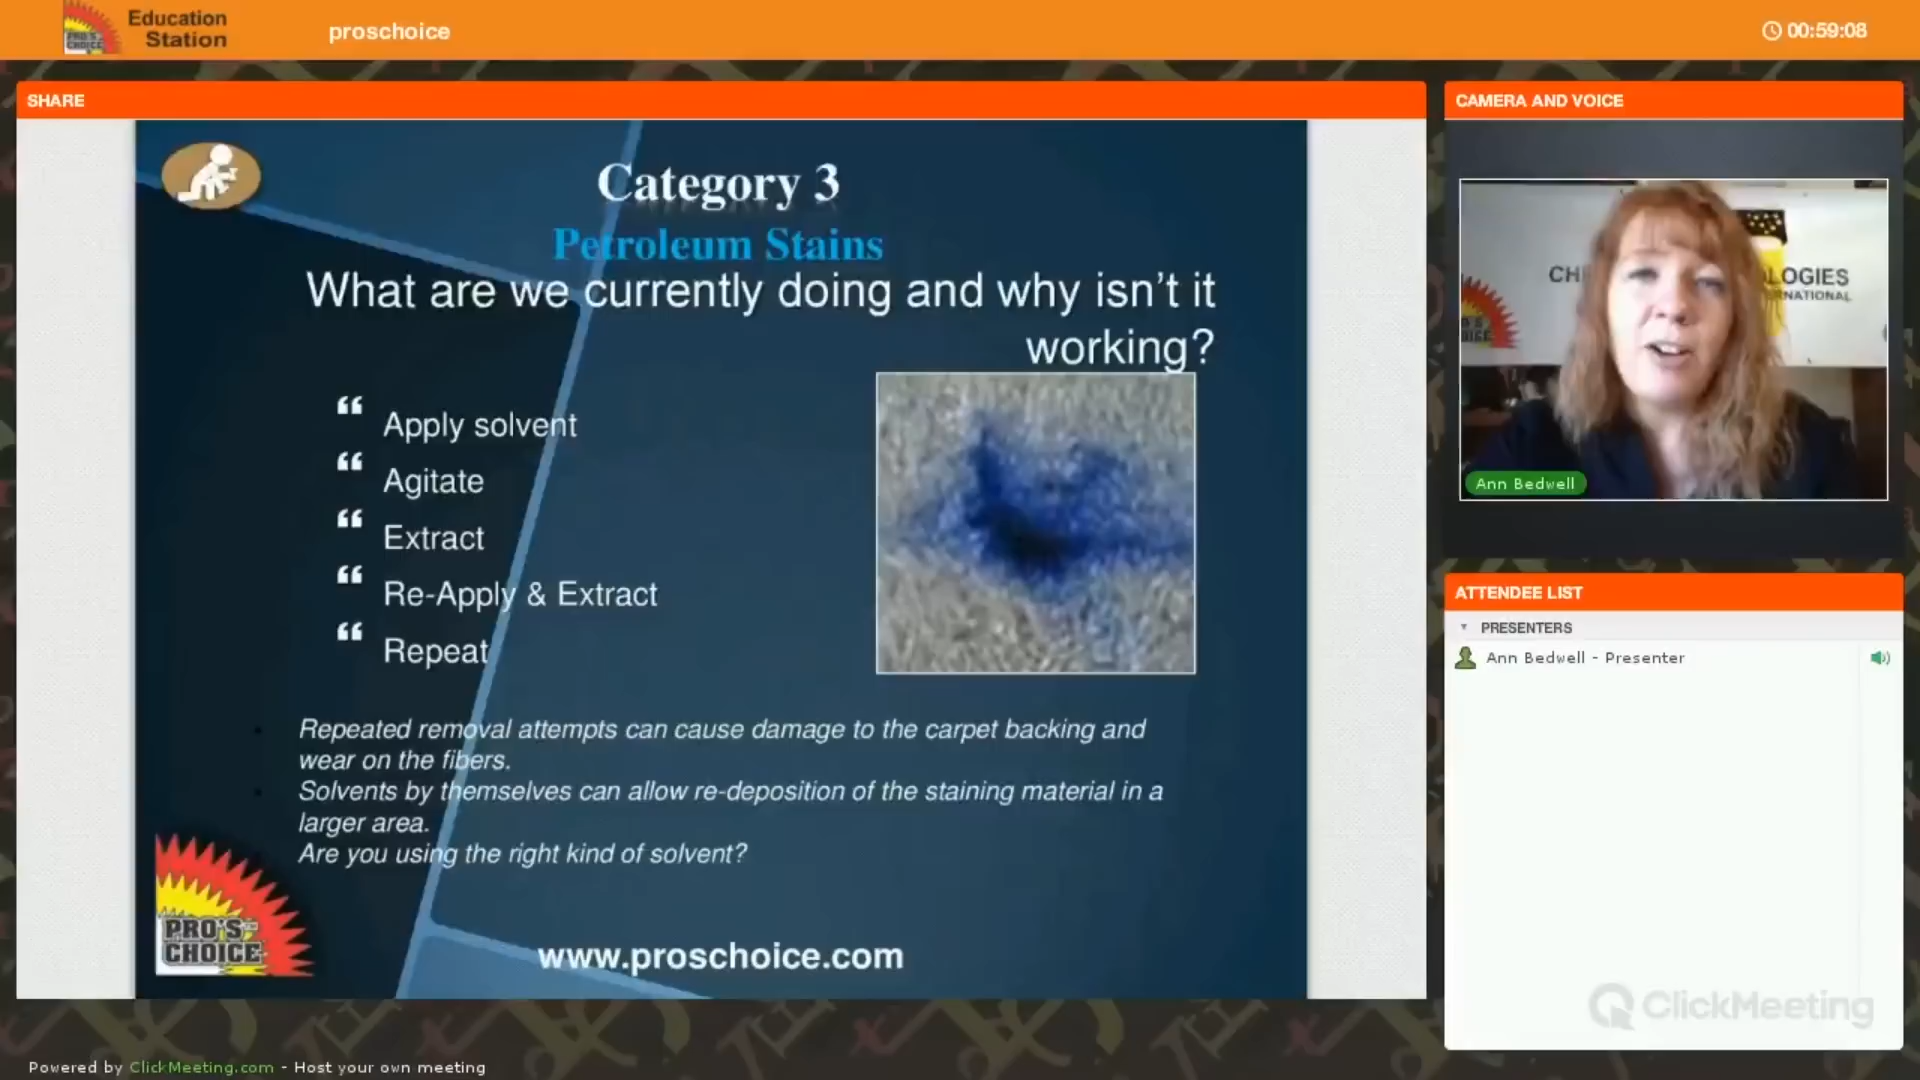 Education
Station
PRO'S
CHOICE
proschoice
00:59:08
SHARE
Category 3
Petroleum Stains
What are we currently doing and why isn't it
working?
“ Apply solvent
“ Agitate
“ Extract
“ Re-Apply & Extract
“ Repeat
Repeated removal attempts can cause damage to the carpet backing and
wear on the fibers.
Solvents by themselves can allow re-deposition of the staining material in a
larger area.
Are you using the right kind of solvent?
PRO'S
CHOICE
www.proschoice.com
CAMERA AND VOICE
Ann Bedwell
ATTENDEE LIST
PRESENTERS
Ann Bedwell - Presenter
ClickMeeting
Powered by ClickMeeting.com - Host your own meeting